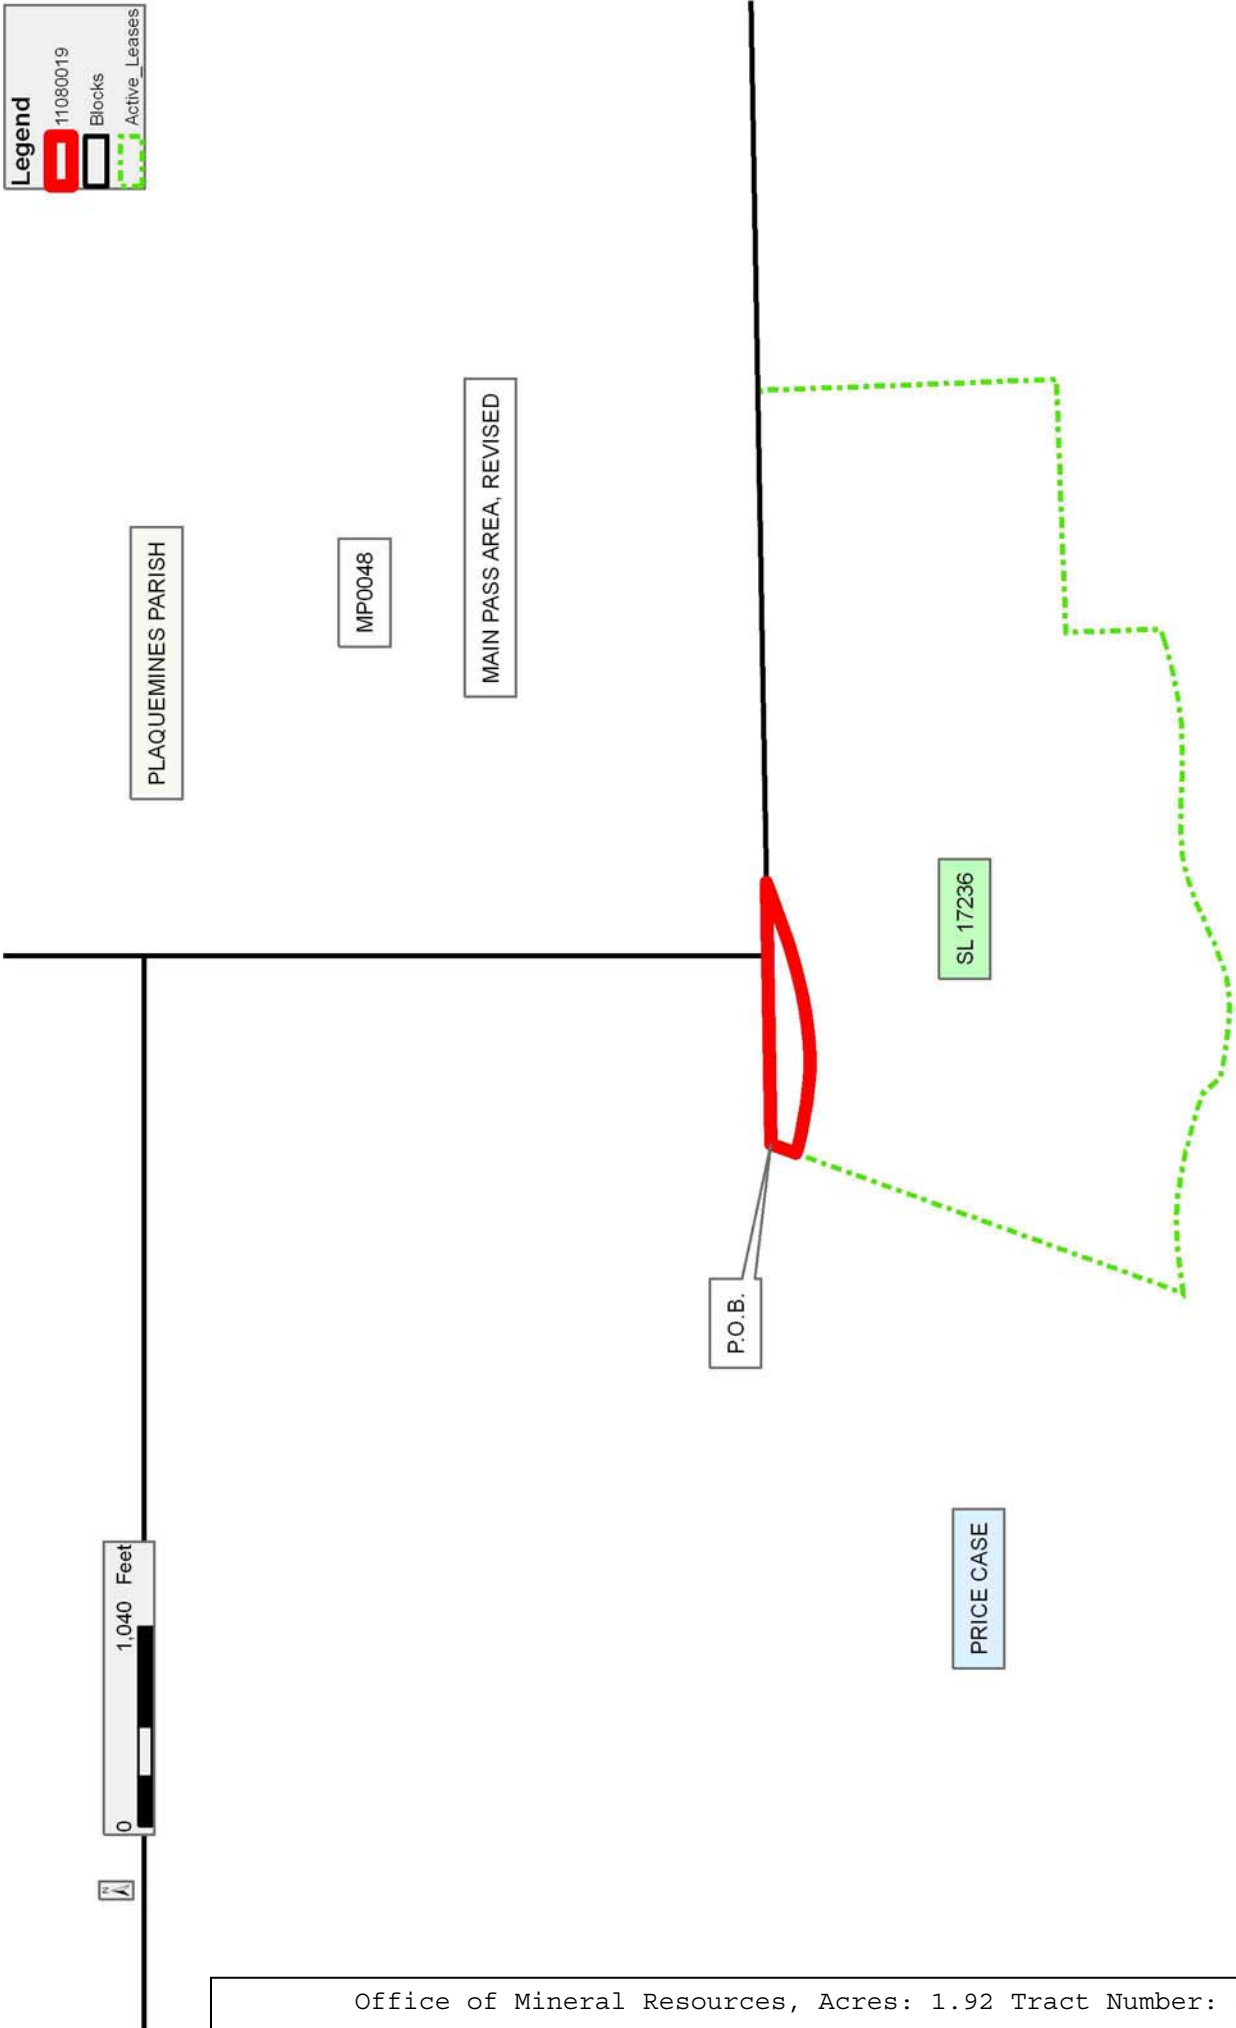 Legend
11080019
Blocks
Active_Leases
PLAQUEMINES PARISH
MP0048
MAIN PASS AREA, REVISED
SL 17236
P.O.B.
PRICE CASE
0 1,040 Feet
N
Office of Mineral Resources, Acres: 1.92 Tract Number: